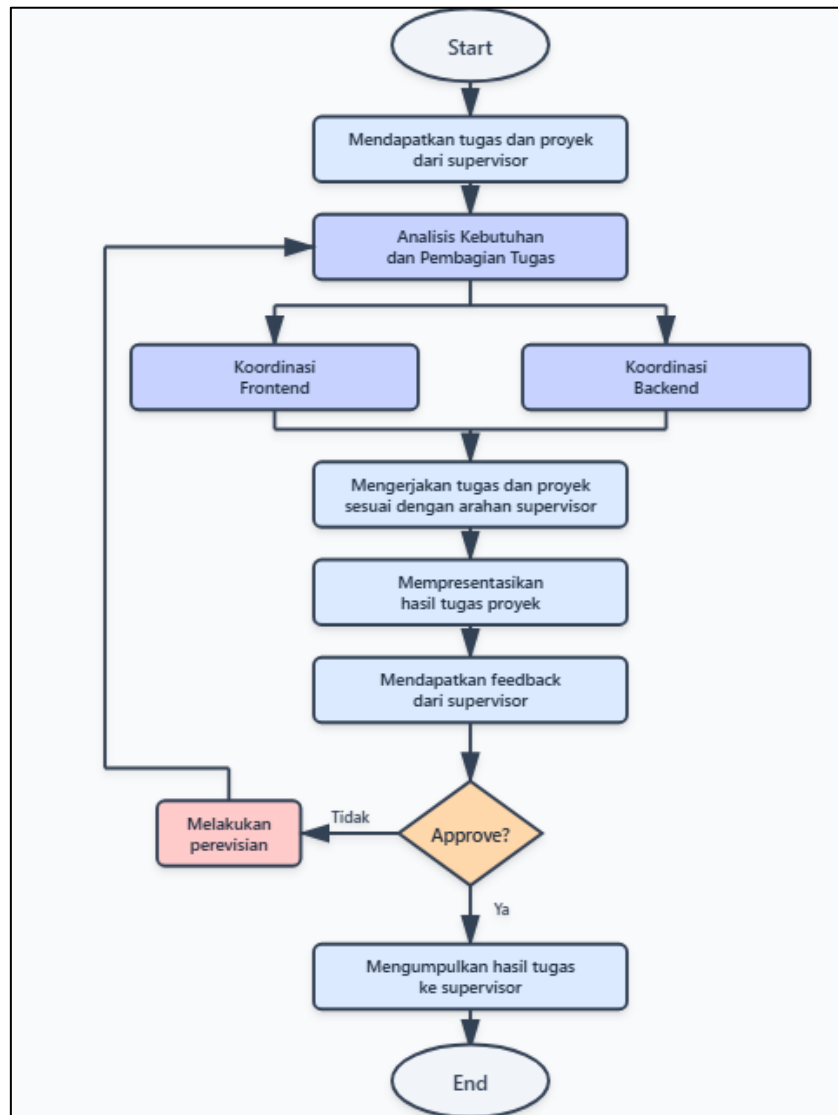 Start
Mendapatkan tugas dan proyek
dari supervisor
Analisis Kebutuhan
dan Pembagian Tugas
Koordinasi
Frontend
Koordinasi
Backend
Mengerjakan tugas dan proyek
sesuai dengan arahan supervisor
Mempresentasikan
hasil tugas proyek
Mendapatkan feedback
dari supervisor
Approve?
Tidak
Melakukan
perevisian
Ya
Mengumpulkan hasil tugas
ke supervisor
End